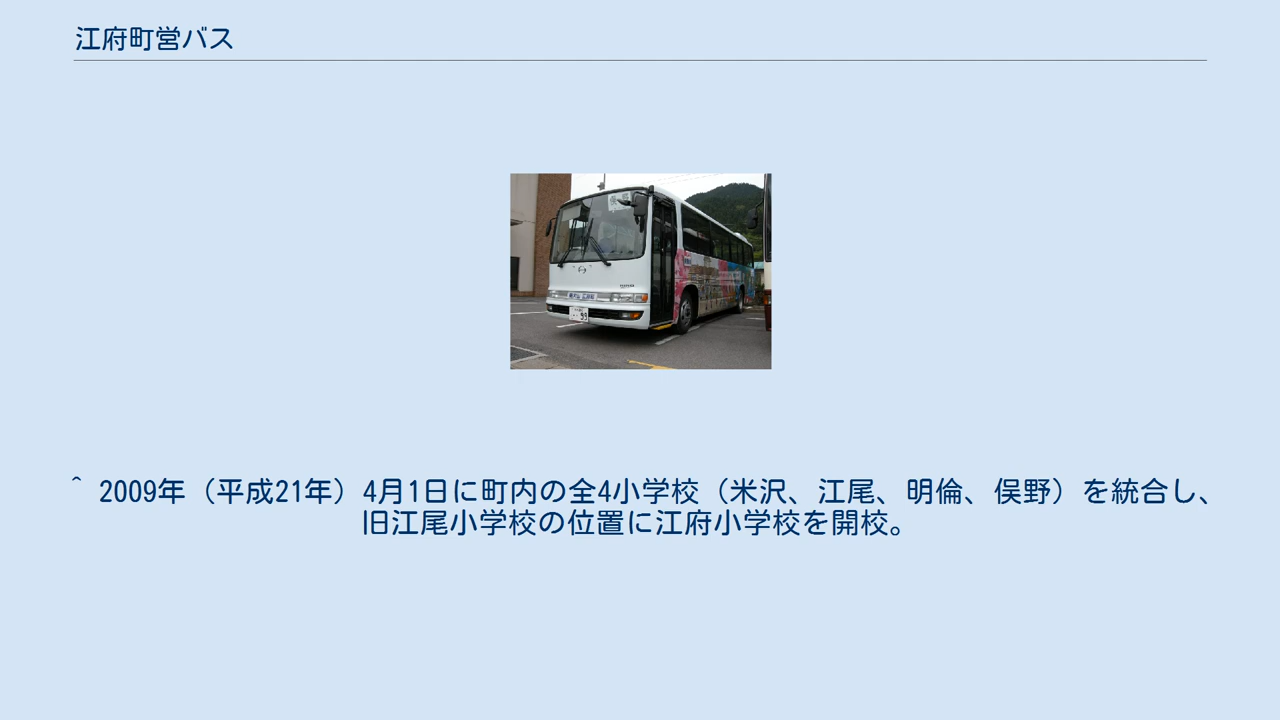 江府町営バス
99
^ 2009年（平成21年）4月1日に町内の全4小学校（米沢、江尾、明倫、俣野）を統合し、
旧江尾小学校の位置に江府小学校を開校。